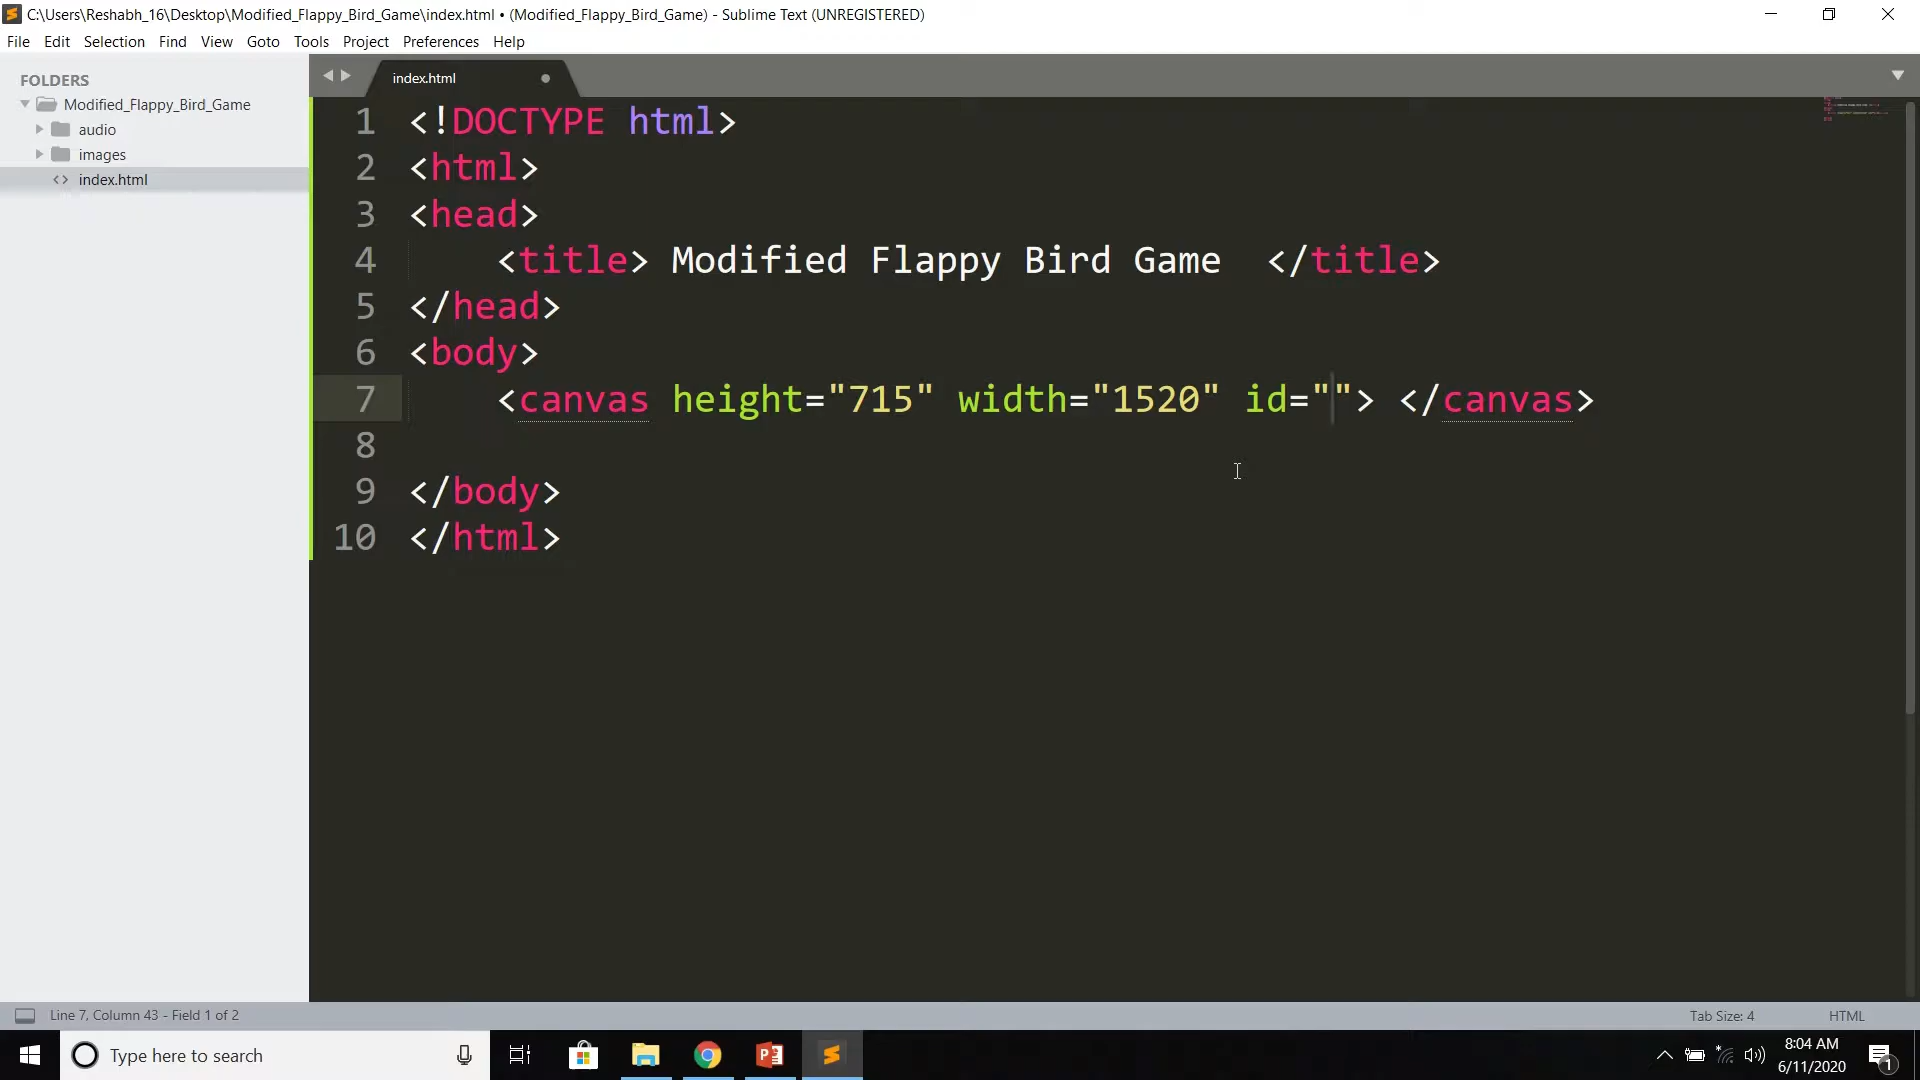 C:\Users\Reshabh_16\Desktop\Modified_Flappy_Bird_Game\index.html • (Modified_Flappy_Bird_Game) - Sublime Text (UNREGISTERED)
File Edit Selection Find View Goto Tools Project Preferences Help
FOLDERS
Modified_Flappy_Bird_Game
audio
images
index.html
index.html
1 <!DOCTYPE html>
2 <html>
3 <head>
4 <title> Modified Flappy Bird Game  </title>
5 </head>
6 <body>
7 <canvas height="715" width="1520" id=""> </canvas>
8
9 </body>
10 </html>
Line 7, Column 43 - Field 1 of 2
Tab Size: 4
HTML
Type here to search
8:04 AM
6/11/2020
1